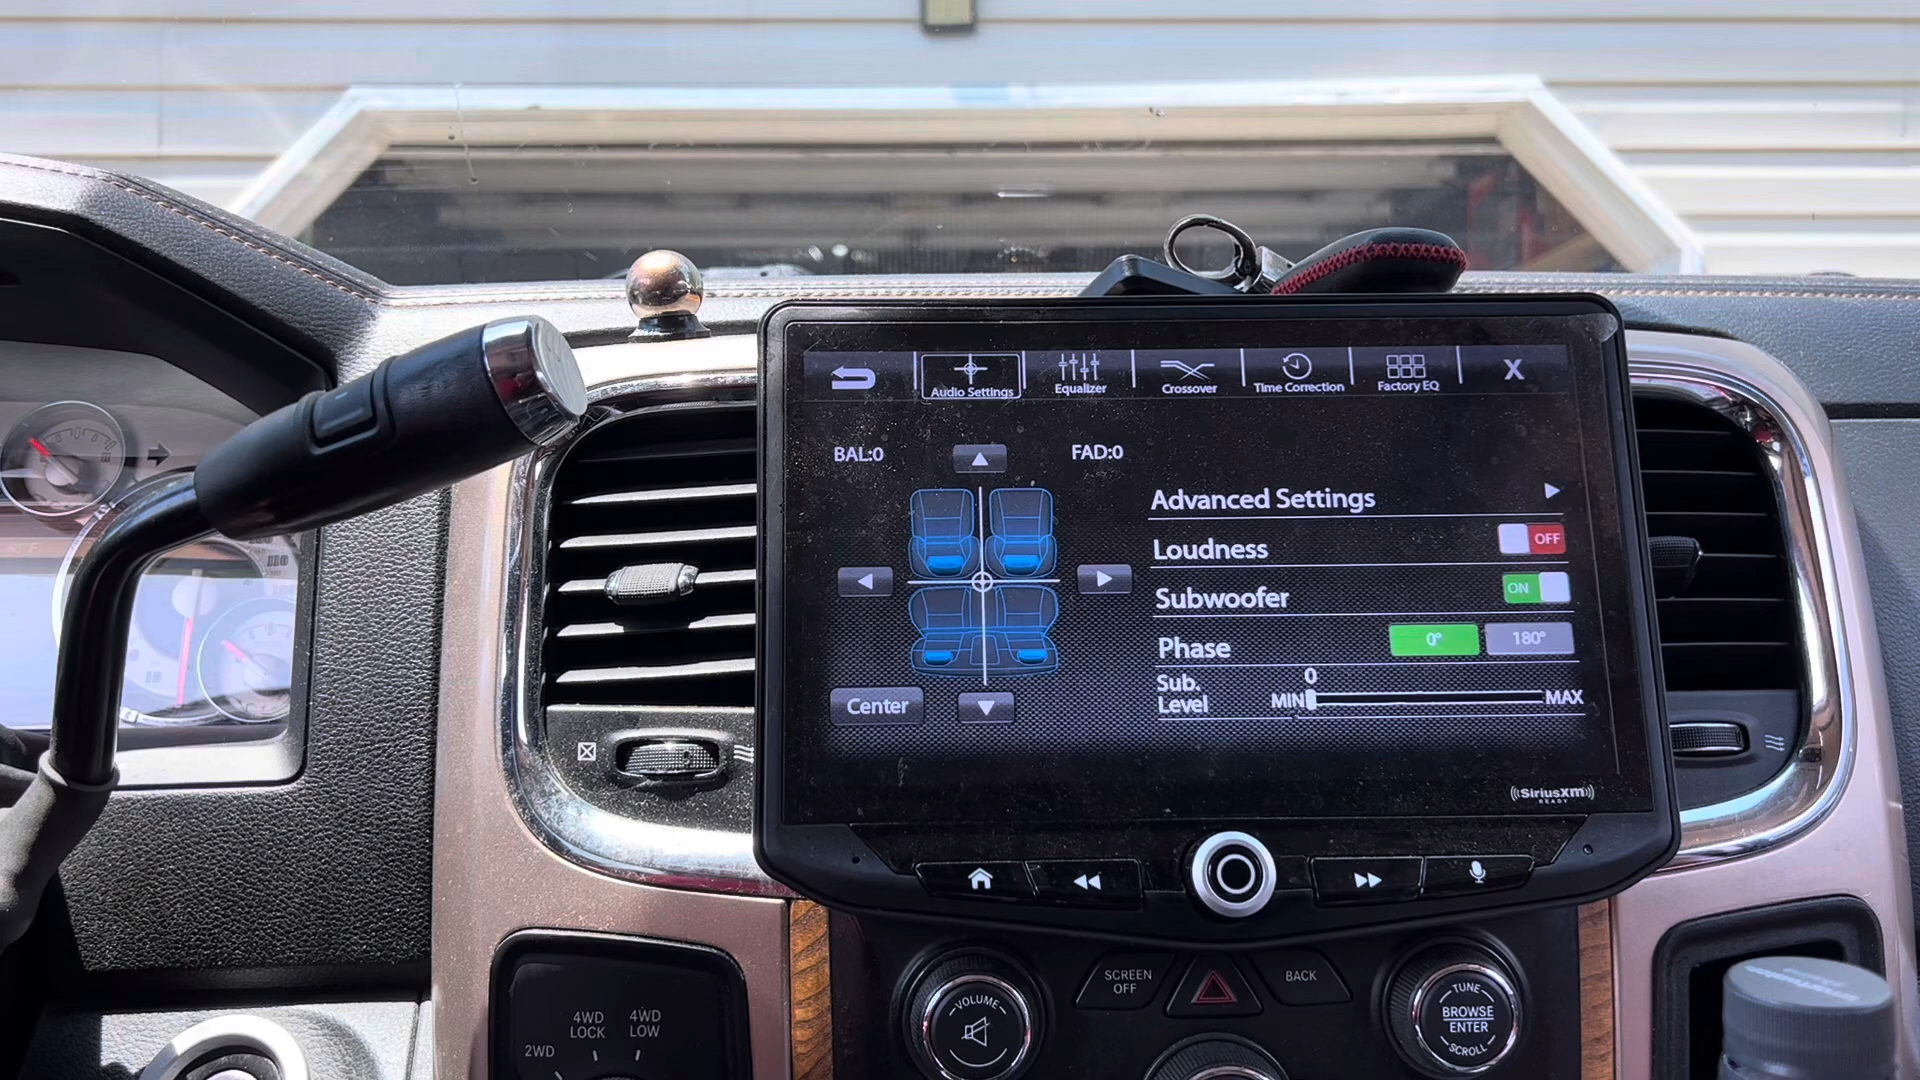 Audio Settings
Equalizer
Crossover
Time Correction
Factory EQ
X
BAL:0
FAD:0
Advanced Settings
Loudness
OFF
Subwoofer
ON
Phase
0°
180°
Sub.
Level
0
MIN
MAX
Center
((SiriusXM))
READY
VOLUME
SCREEN
OFF
BACK
TUNE
BROWSE
ENTER
SCROLL
4WD
LOCK
4WD
LOW
2WD
110